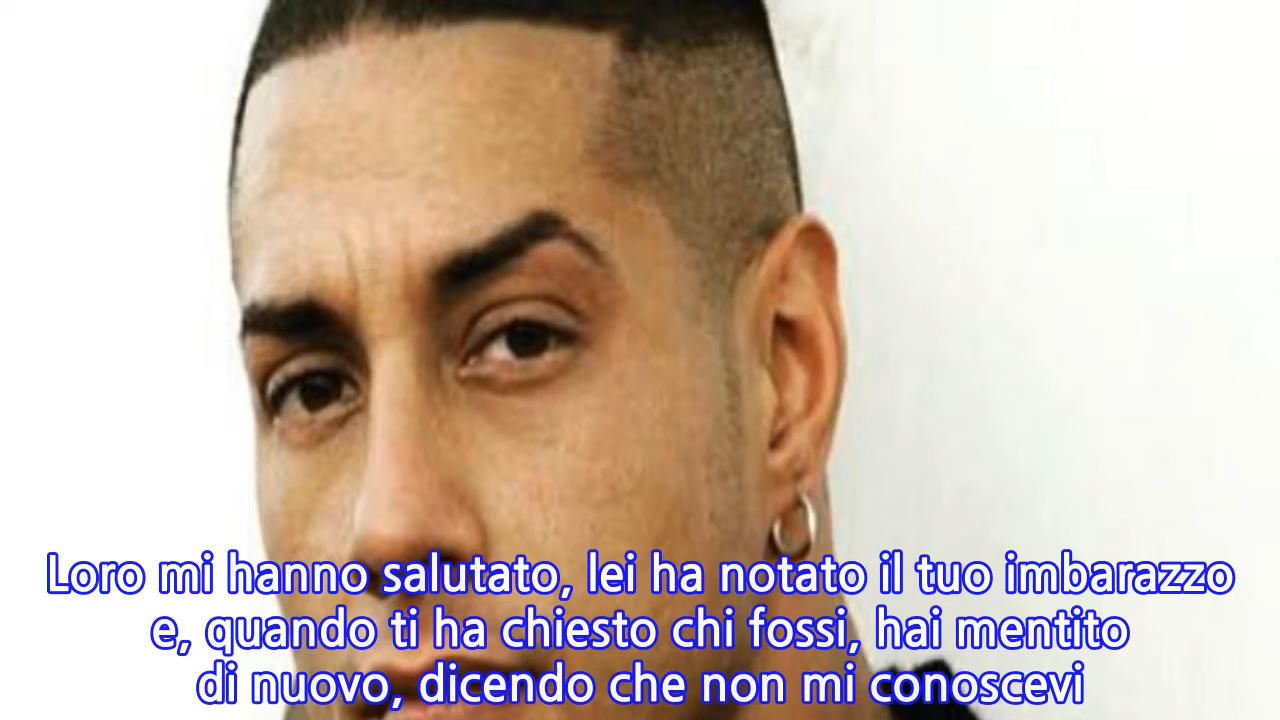 Loro mi hanno salutato, lei ha notato il tuo imbarazzo
e, quando ti ha chiesto chi fossi, hai mentito
di nuovo, dicendo che non mi conoscevi